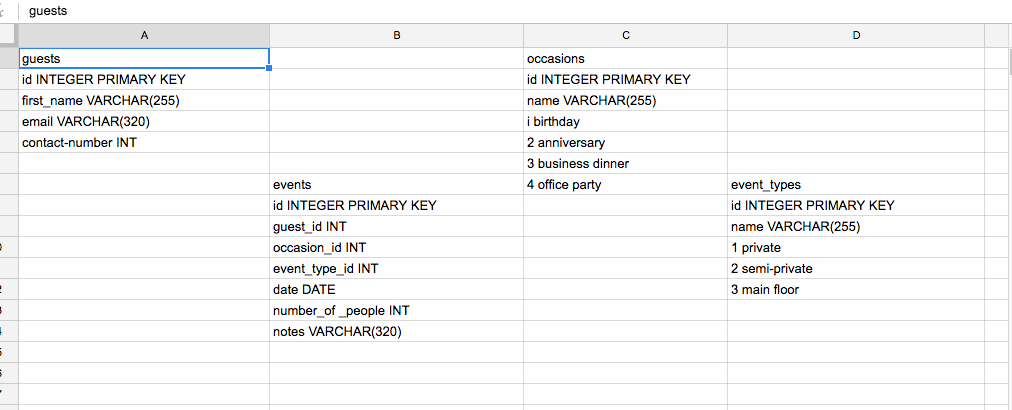 guests
A B C D
guests occasions
id INTEGER PRIMARY KEY id INTEGER PRIMARY KEY
first_name VARCHAR(255) name VARCHAR(255)
email VARCHAR(320) i birthday
contact-number INT 2 anniversary
3 business dinner
events 4 office party event_types
id INTEGER PRIMARY KEY id INTEGER PRIMARY KEY
guest_id INT name VARCHAR(255)
occasion_id INT 1 private
event_type_id INT 2 semi-private
date DATE 3 main floor
number_of _people INT
notes VARCHAR(320)